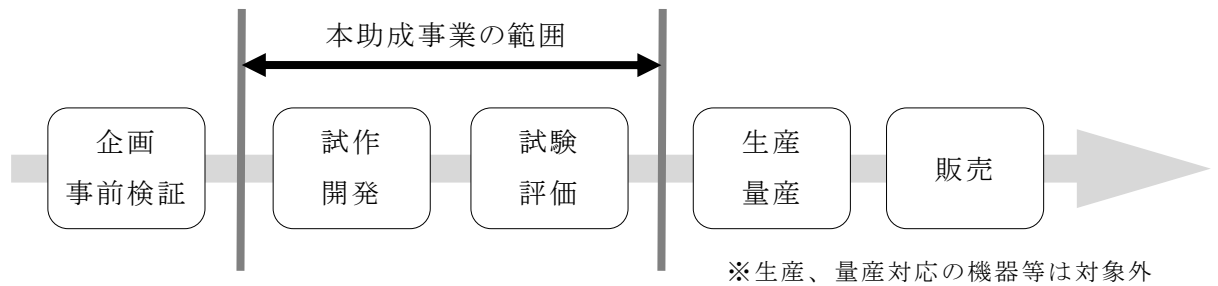 本助成事業の範囲
企画
事前検証
試作
開発
試験
評価
生産
量産
販売
※生産、量産対応の機器等は対象外